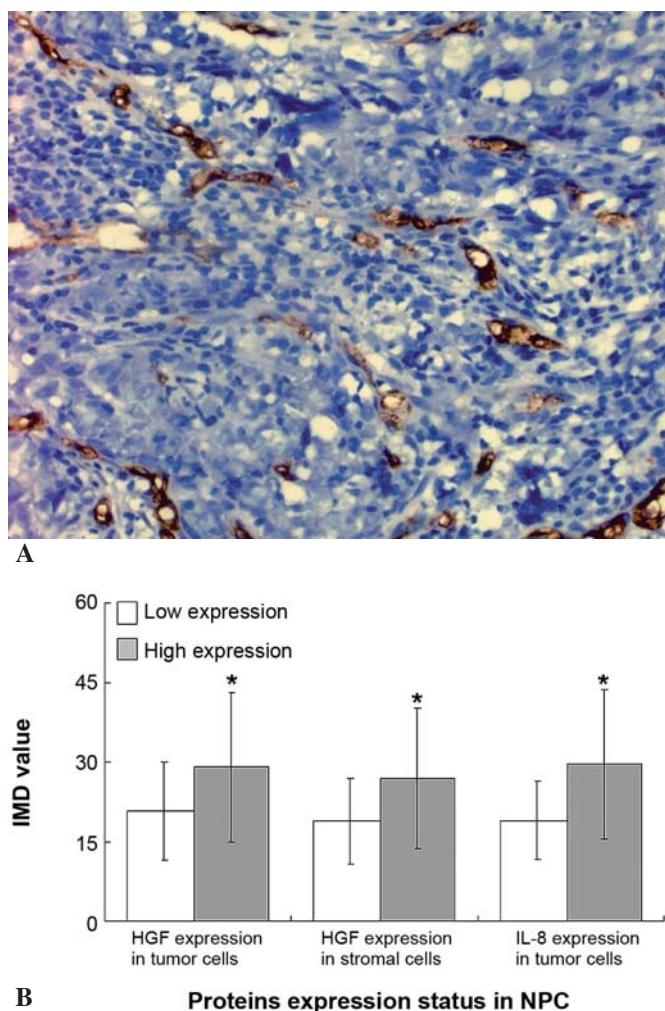 A
60
45
30
15
0
IMD value
Low expression
High expression
*
*
*
HGF expression
in tumor cells
HGF expression
in stromal cells
IL-8 expression
in tumor cells
B
Proteins expression status in NPC